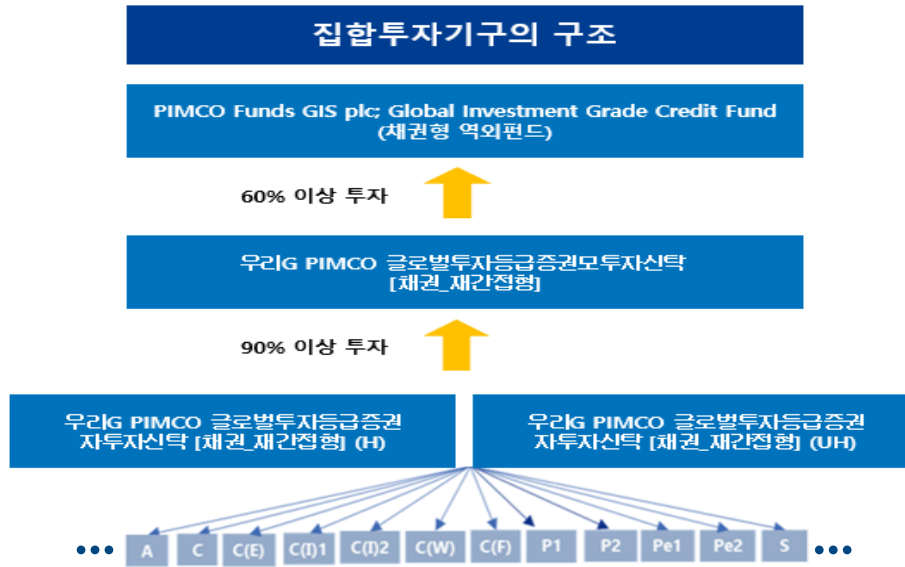 집합투자기구의 구조
PIMCO Funds GIS plc; Global Investment Grade Credit Fund
(채권형 역외펀드)
60% 이상 투자
우리G PIMCO 글로벌투자등급증권모투자신탁
[채권_재간접형]
90% 이상 투자
우리G PIMCO 글로벌투자등급증권
자투자신탁 [채권_재간접형] (H)
우리G PIMCO 글로벌투자등급증권
자투자신탁 [채권_재간접형] (UH)
••• A C C(E) C(I)1 C(I)2 C(W) C(F) P1 P2 Pe1 Pe2 S •••